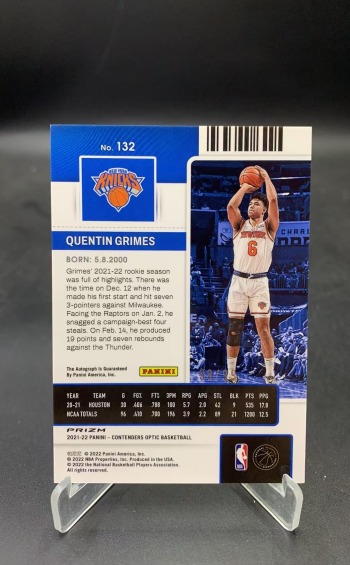 No. 132
NEW YORK
KNICKS
QUENTIN GRIMES
BORN: 5.8.2000
Grimes' 2021-22 rookie season
was full of highlights. There
was the time on Dec. 12 when he
made his first start and hit seven
3-pointers against Milwaukee.
Facing the Raptors on Jan. 2, he
snagged a campaign-best four
steals. On Feb. 14, he produced
19 points and seven rebounds
against the Thunder.
The Autograph is Guaranteed
By Panini America, Inc.
PANINI
NEW YORK
6
CHARL
YEAR TEAM G FG% FT% 3PM RPG APG STL BLK PTS PPG
20-21 HOUSTON 30 .406 .788 100 5.7 2.0 42 9 535 17.8
NCAA TOTALS 96 .410 .700 196 3.9 2.2 89 21 1200 12.5
PRIZM
2021-22 PANINI – CONTENDERS OPTIC BASKETBALL
© 2022 Panini America, Inc.
© 2022 NBA Properties, Inc. Produced in the USA.
© 2022 the National Basketball Players Association.
All rights reserved.
NBA